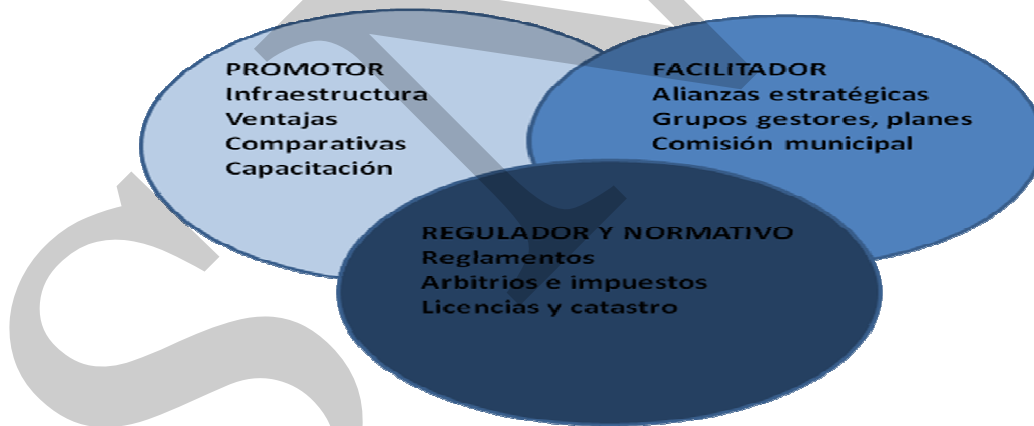 PROMOTOR
Infraestructura
Ventajas
Comparativas
Capacitación
FACILITADOR
Alianzas estratégicas
Grupos gestores, planes
Comisión municipal
REGULADOR Y NORMATIVO
Reglamentos
Arbitrios e impuestos
Licencias y catastro